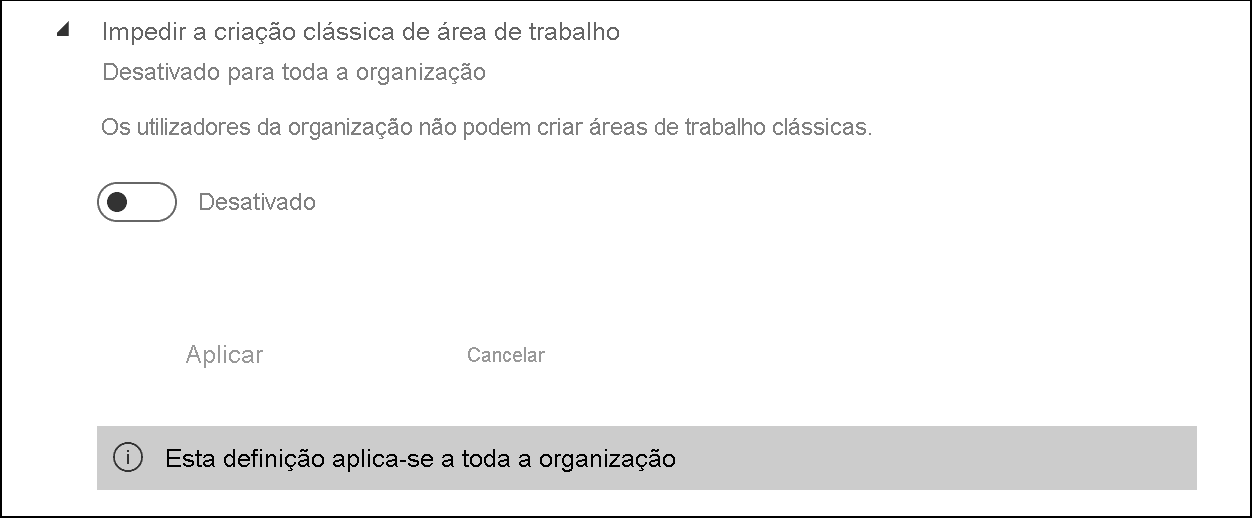 Impedir a criação clássica de área de trabalho
Desativado para toda a organização
Os utilizadores da organização não podem criar áreas de trabalho clássicas.
Desativado
Aplicar Cancelar
Esta definição aplica-se a toda a organização